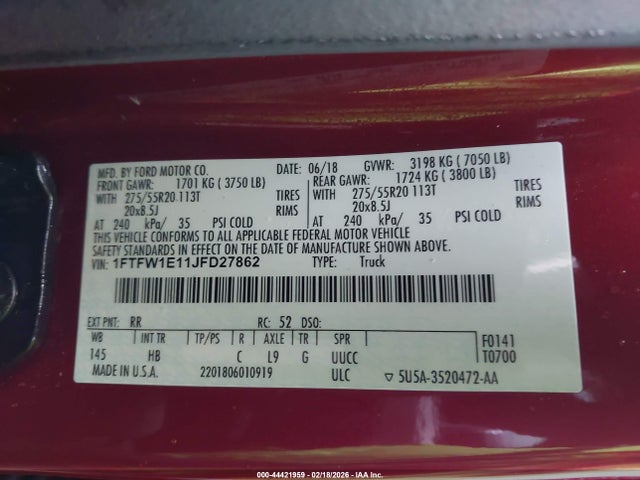 MFD. BY FORD MOTOR CO. DATE: 06/18 GVWR: 3198 KG ( 7050 LB)
FRONT GAWR: 1701 KG ( 3750 LB) REAR GAWR: 1724 KG ( 3800 LB)
WITH 275/55R20 113T TIRES WITH 275/55R20 113T TIRES
20x8.5J RIMS 20x8.5J RIMS
AT 240 kPa/ 35 PSI COLD AT 240 kPa/ 35 PSI COLD
THIS VEHICLE CONFORMS TO ALL APPLICABLE FEDERAL MOTOR VEHICLE
SAFETY STANDARDS IN EFFECT ON THE DATE OF MANUFACTURE SHOWN ABOVE.
VIN: 1FTFW1E11JFD27862 TYPE: Truck
EXT PNT: RR RC: 52 DSO:
WB INT TR TP/PS R AXLE TR SPR F0141
145 HB C L9 G UUCC T0700
MADE IN U.S.A. 2201806010919 ULC ▽ 5U5A-3520472-AA
000-44421959 - 02/18/2026 - IAA Inc.